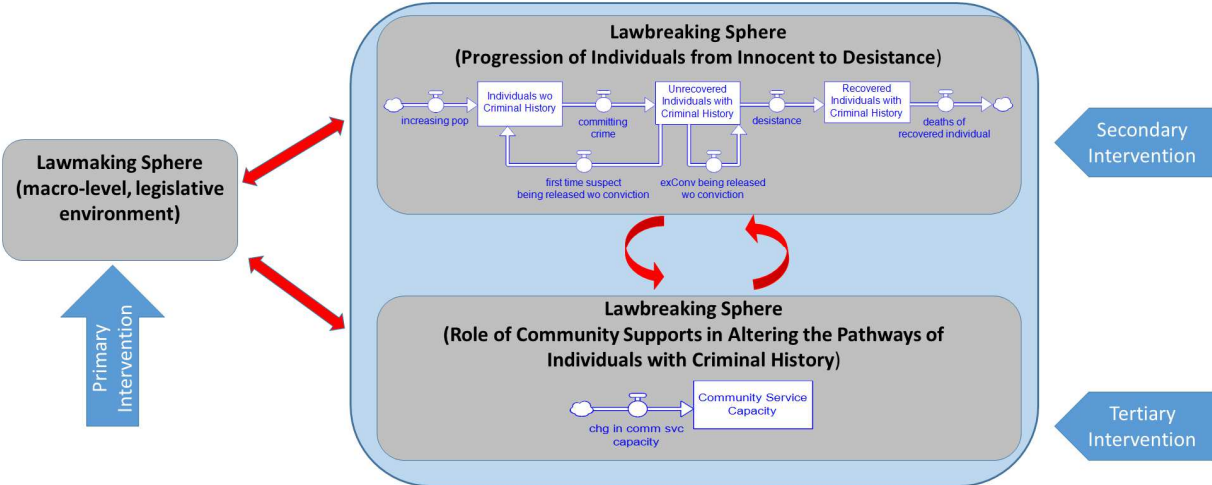 Lawbreaking Sphere
(Progression of Individuals from Innocent to Desistance)
Individuals wo
Criminal History
Unrecovered
Individuals with
Criminal History
Recovered
Individuals with
Criminal History
increasing pop
committing
crime
desistance
deaths of
recovered individual
first time suspect
being released wo conviction
exConv being released
wo conviction
Secondary
Intervention
Lawmaking Sphere
(macro-level, legislative
environment)
Primary
Intervention
Lawbreaking Sphere
(Role of Community Supports in Altering the Pathways of
Individuals with Criminal History)
Community Service
Capacity
chg in comm svc
capacity
Tertiary
Intervention